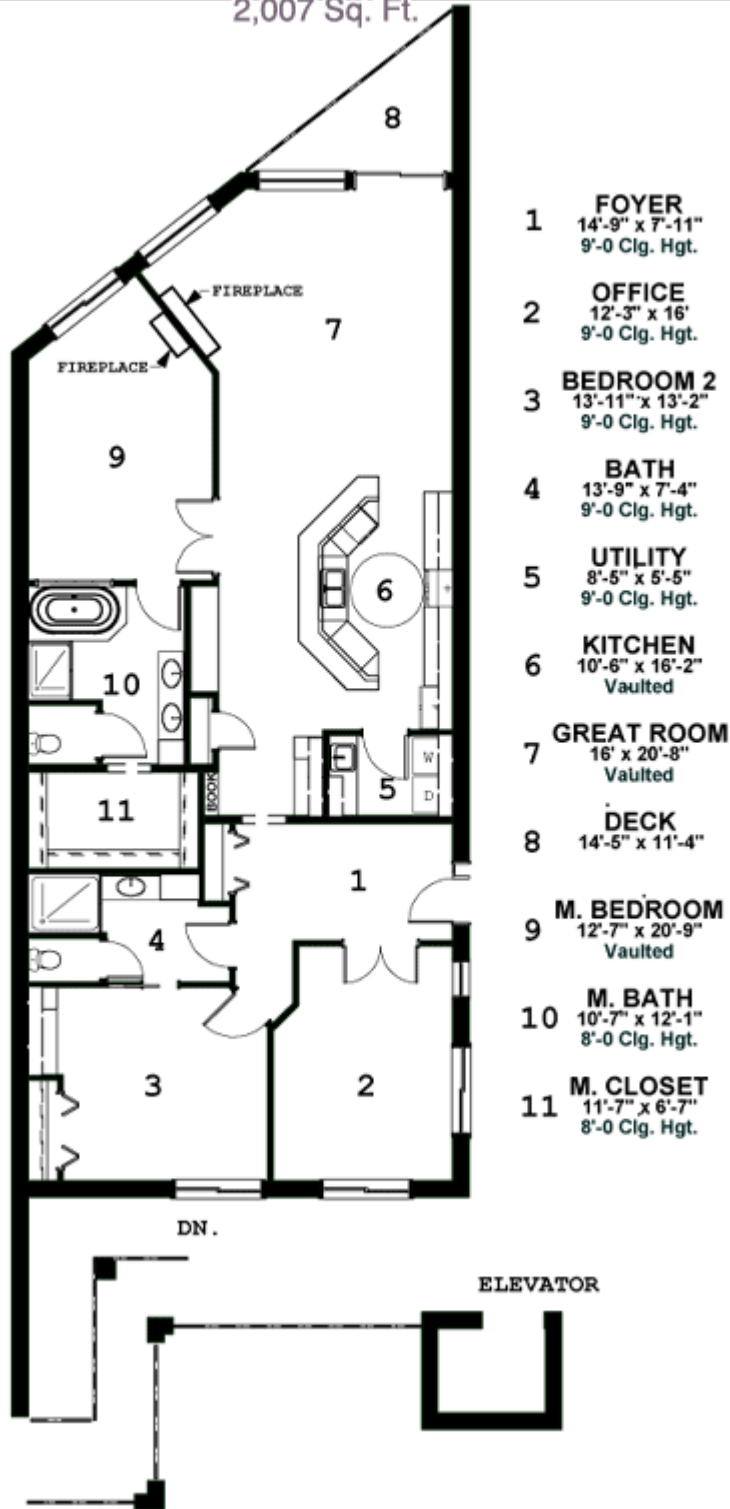 2,007 Sq. Ft.
8
FIREPLACE
7
FIREPLACE
9
6
10
W
5
D
BOOK
11
1
4
3
2
DN.
ELEVATOR
1 FOYER
14'-9" x 7'-11"
9'-0 Clg. Hgt.
2 OFFICE
12'-3" x 16'
9'-0 Clg. Hgt.
3 BEDROOM 2
13'-11" x 13'-2"
9'-0 Clg. Hgt.
4 BATH
13'-9" x 7'-4"
9'-0 Clg. Hgt.
5 UTILITY
8'-5" x 5'-5"
9'-0 Clg. Hgt.
6 KITCHEN
10'-6" x 16'-2"
Vaulted
7 GREAT ROOM
16' x 20'-8"
Vaulted
8 DECK
14'-5" x 11'-4"
9 M. BEDROOM
12'-7" x 20'-9"
Vaulted
10 M. BATH
10'-7" x 12'-1"
8'-0 Clg. Hgt.
11 M. CLOSET
11'-7" x 6'-7"
8'-0 Clg. Hgt.